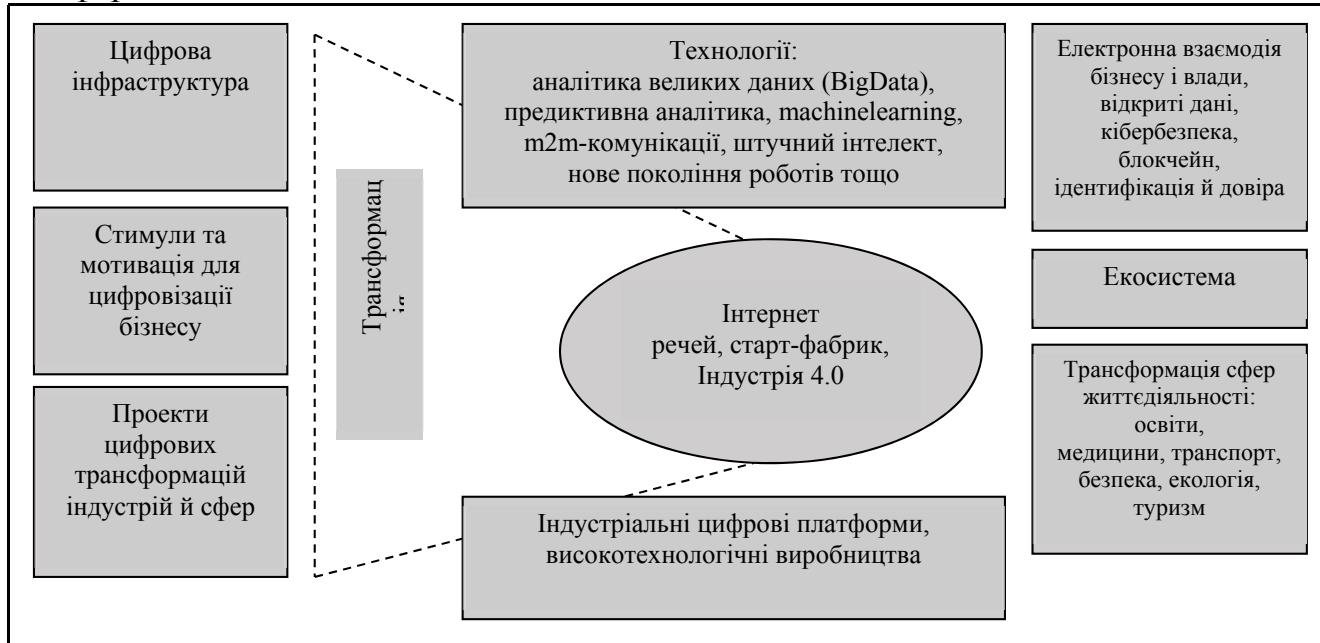 Цифрова
інфраструктура
Стимули та
мотивація для
цифровізації
бізнесу
Проекти
цифрових
трансформацій
індустрій й сфер
Трансформац
ія
Технології:
аналітика великих даних (BigData),
предиктивна аналітика, machinelearning,
m2m-комунікації, штучний інтелект,
нове покоління роботів тощо
Інтернет
речей, старт-фабрик,
Індустрія 4.0
Індустріальні цифрові платформи,
високотехнологічні виробництва
Електронна взаємодія
бізнесу і влади,
відкриті дані,
кібербезпека,
блокчейн,
ідентифікація й довіра
Екосистема
Трансформація сфер
життєдіяльності:
освіти,
медицини, транспорт,
безпека, екологія,
туризм